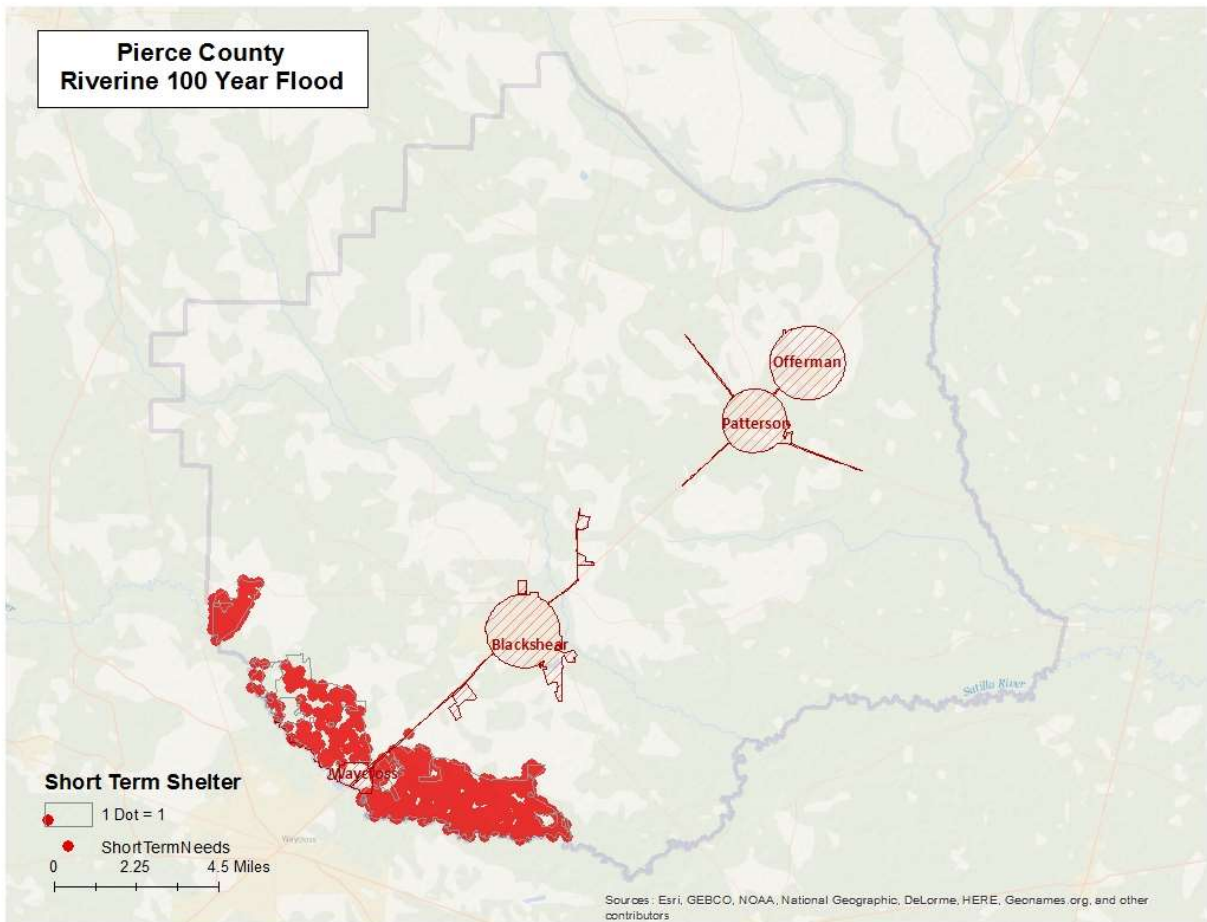 Pierce County
Riverine 100 Year Flood
Offerman
Patterson
Blackshear
Satilla River
Waycross
Short Term Shelter
1 Dot = 1
Waycross
ShortTermNeeds
0 2.25 4.5 Miles
Sources: Esri, GEBCO, NOAA, National Geographic, DeLorme, HERE, Geonames.org, and other
contributors